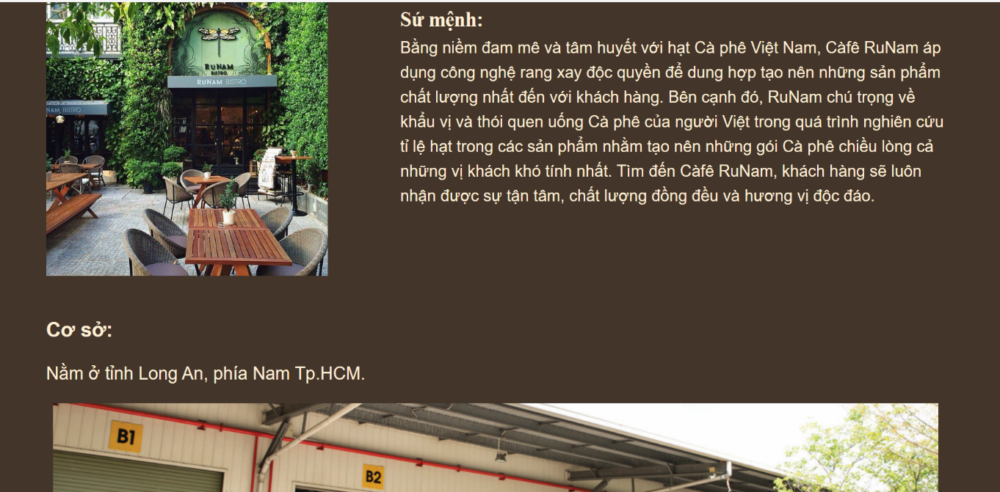 RUNAM
BISTRO
RUNAM BISTRO
NAM BISTRO
Sứ mệnh:
Bằng niềm đam mê và tâm huyết với hạt Cà phê Việt Nam, Càfê RuNam áp
dụng công nghệ rang xay độc quyền để dung hợp tạo nên những sản phẩm
chất lượng nhất đến với khách hàng. Bên cạnh đó, RuNam chú trọng về
khẩu vị và thói quen uống Cà phê của người Việt trong quá trình nghiên cứu
tỉ lệ hạt trong các sản phẩm nhằm tạo nên những gói Cà phê chiều lòng cả
những vị khách khó tính nhất. Tìm đến Càfê RuNam, khách hàng sẽ luôn
nhận được sự tận tâm, chất lượng đồng đều và hương vị độc đáo.
Cơ sở:
Nằm ở tỉnh Long An, phía Nam Tp.HCM.
B1
B2